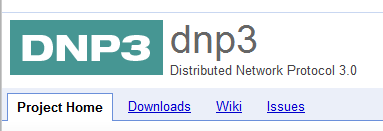 DNP3
dnp3
Distributed Network Protocol 3.0
Project Home Downloads Wiki Issues